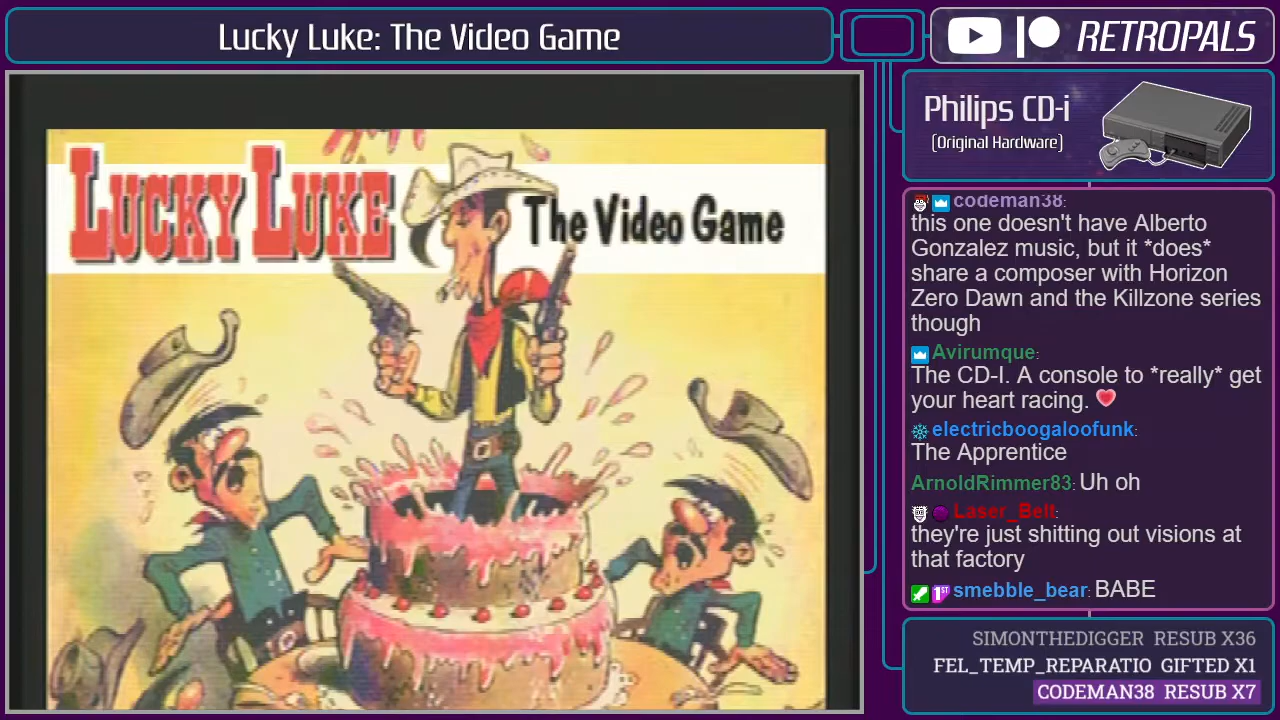 Lucky Luke: The Video Game
RETROPALS
Philips CD-i
(Original Hardware)
LUCKY LUKE
The Video Game
codeman38:
this one doesn't have Alberto
Gonzalez music, but it *does*
share a composer with Horizon
Zero Dawn and the Killzone series
though
Avirumque:
The CD-I. A console to *really* get
your heart racing.
electricboogaloofunk:
The Apprentice
ArnoldRimmer83: Uh oh
Laser_Bell:
they're just shitting out visions at
that factory
1ST smebble_bear: BABE
SIMONTHEDIGGER RESUB X36
FEL_TEMP_REPARATIO GIFTED X1
CODEMAN38 RESUB X7